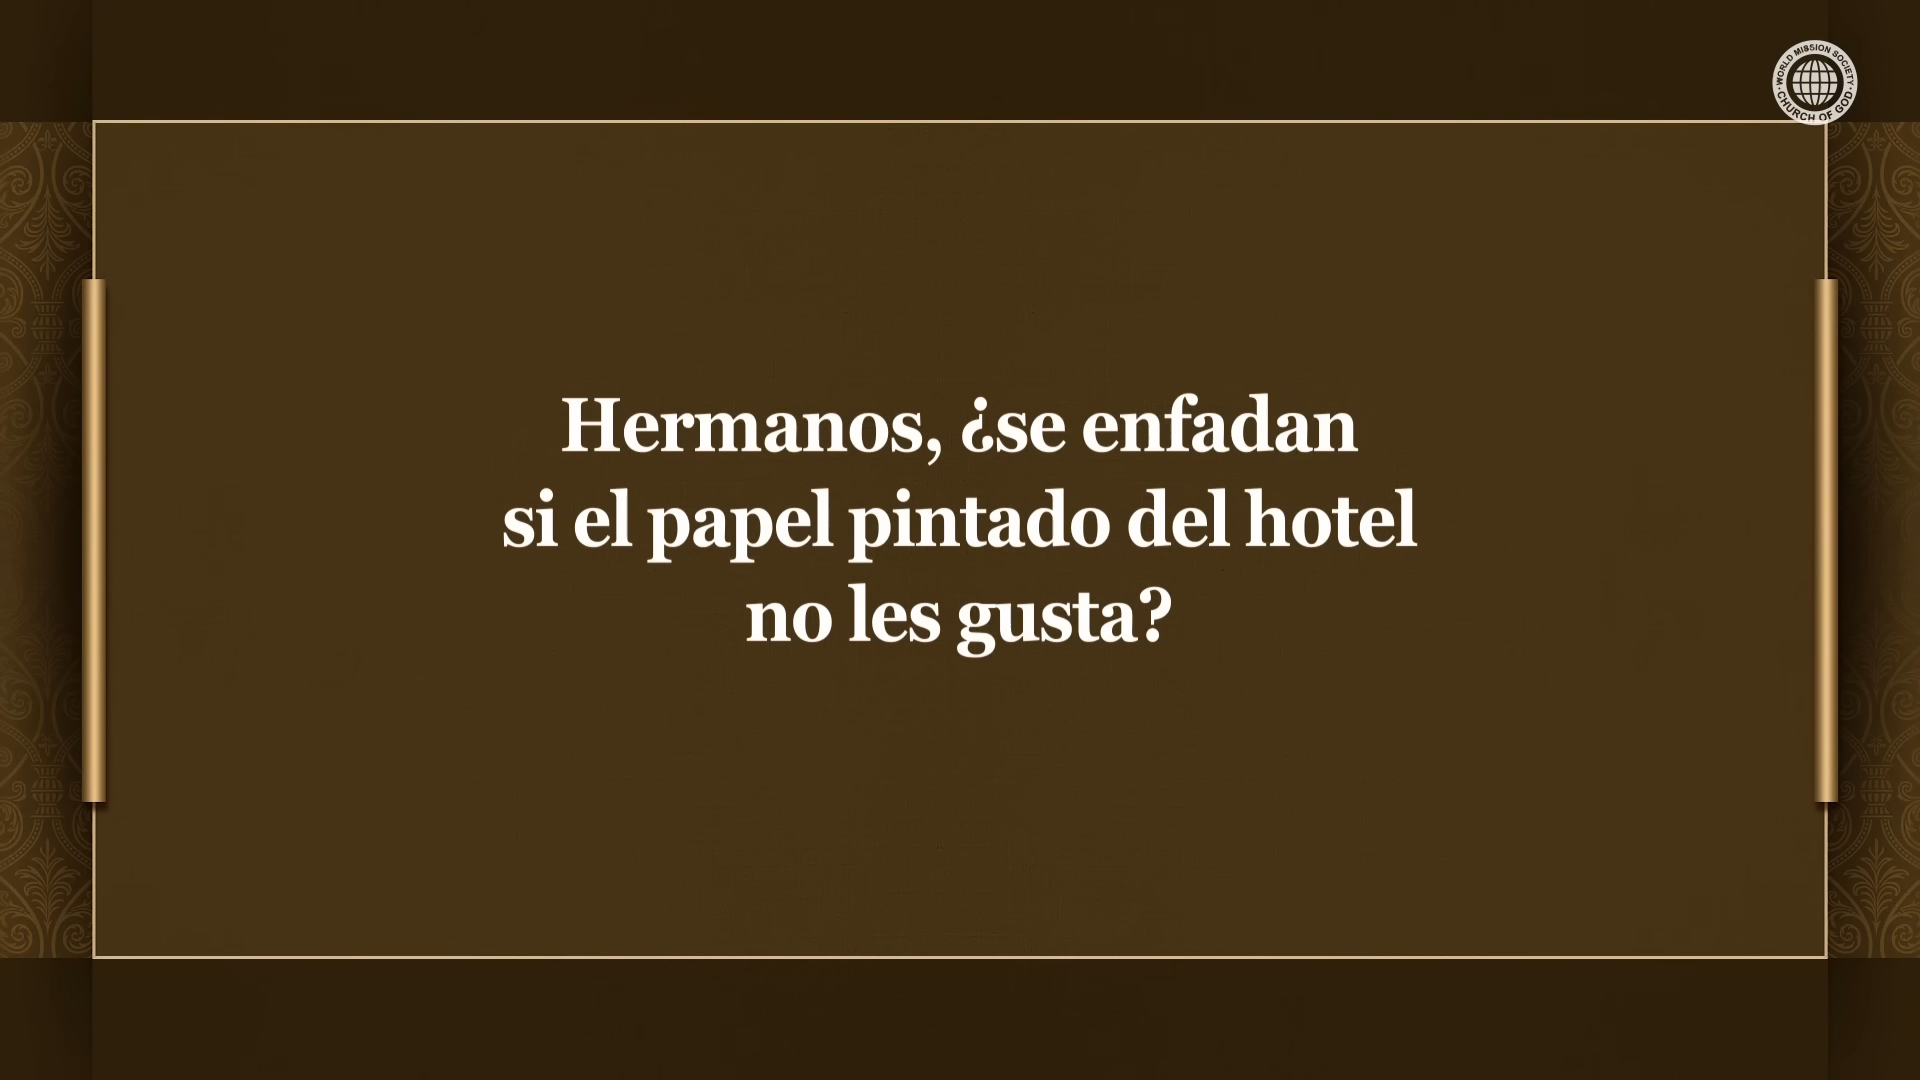 WORLD MISSION SOCIETY
CHURCH OF GOD
Hermanos, ¿se enfadan
si el papel pintado del hotel
no les gusta?